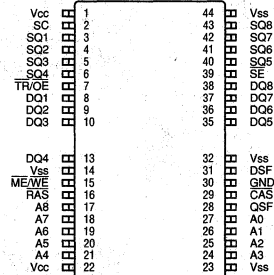 Vcc 1 44 Vss
SC 2 43 SQ8
SQ1 3 42 SQ7
SQ2 4 41 SQ6
SQ3 5 40 SQ5
SQ4 6 39 SE
TR/OE 7 38 DQ8
DQ1 8 37 DQ7
DQ2 9 36 DQ6
DQ3 10 35 DQ5
DQ4 13 32 Vss
Vss 14 31 DSF
ME/WE 15 30 GND
RAS 16 29 CAS
A8 17 28 QSF
A7 18 27 A0
A6 19 26 A1
A5 20 25 A2
A4 21 24 A3
Vcc 22 23 Vss